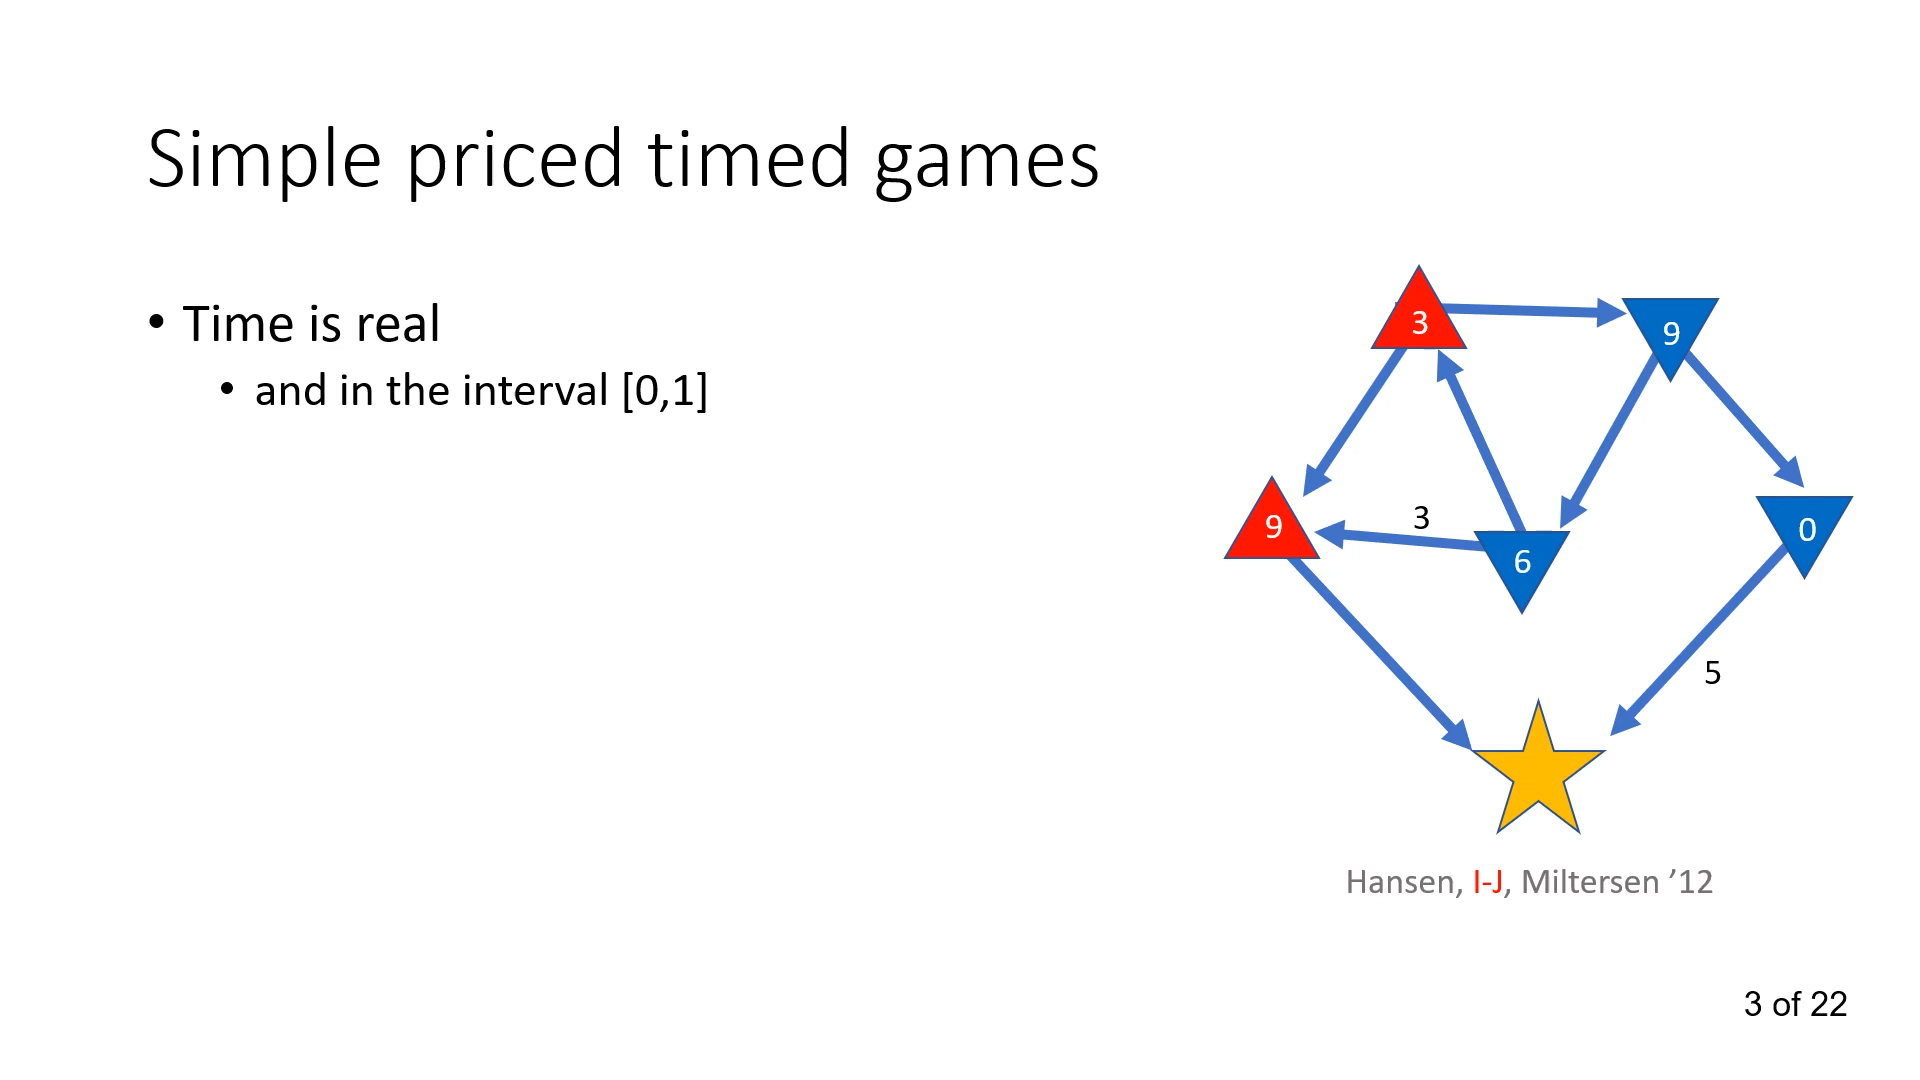 Simple priced timed games
• Time is real
• and in the interval [0,1]
3
9
9
3
6
0
5
Hansen, I-J, Miltersen ’12
3 of 22